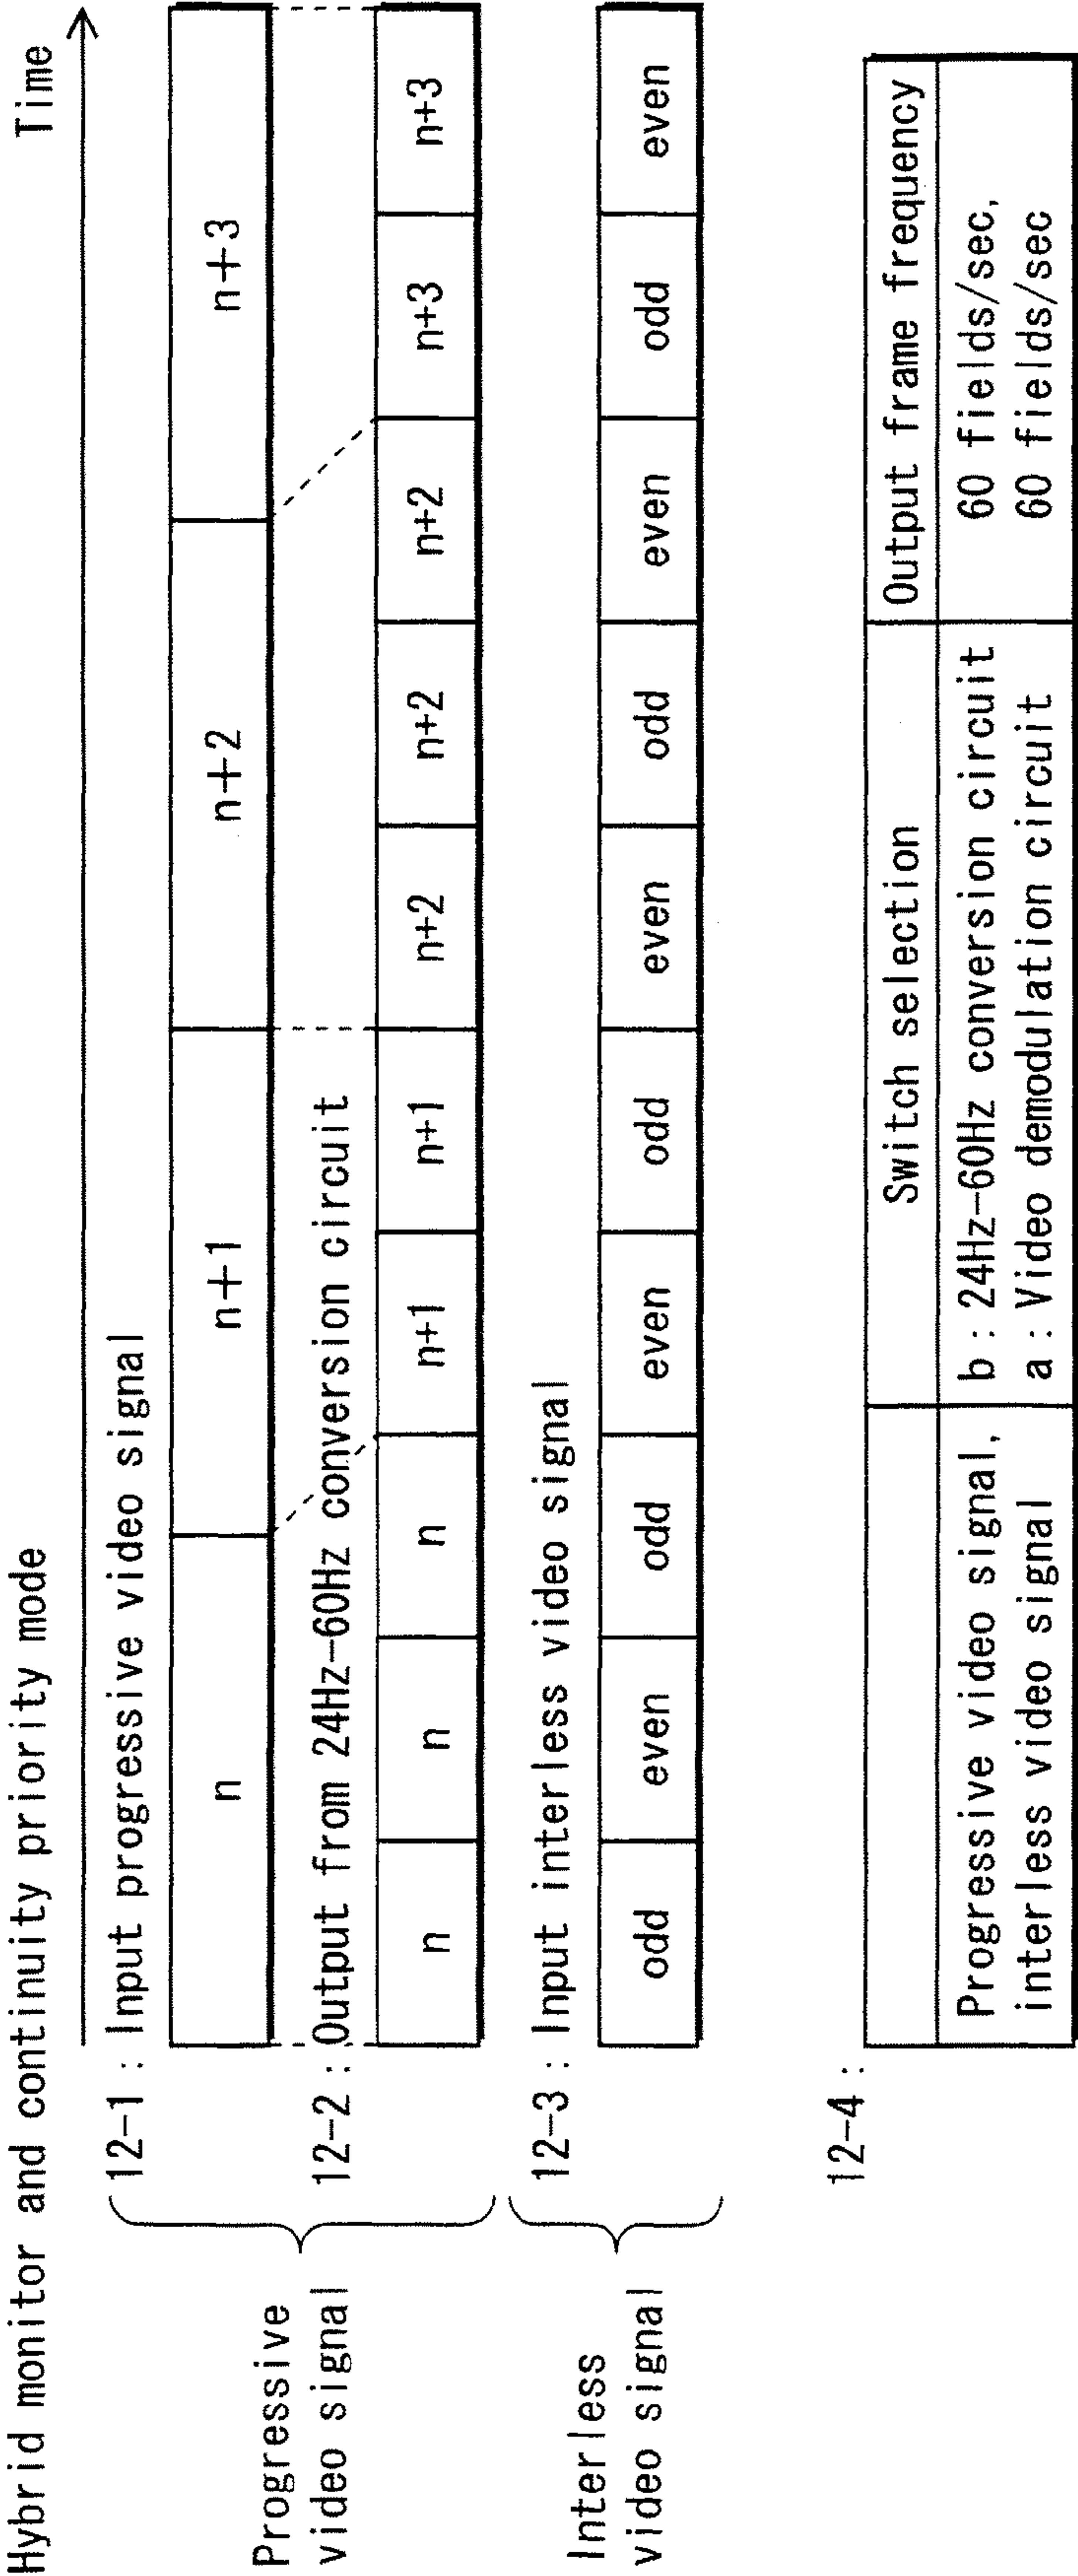 Hybrid monitor and continuity priority mode
Time
Progressive
video signal
12-1 : Input progressive video signal
n n+1 n+2 n+3
12-2 : Output from 24Hz-60Hz conversion circuit
n n n n+1 n+1 n+2 n+2 n+2 n+3 n+3
Interless
video signal
12-3 : Input interless video signal
odd even odd even odd even odd even odd even
12-4 :
Switch selection Output frame frequency
Progressive video signal, b : 24Hz-60Hz conversion circuit 60 fields/sec,
interless video signal a : Video demodulation circuit 60 fields/sec